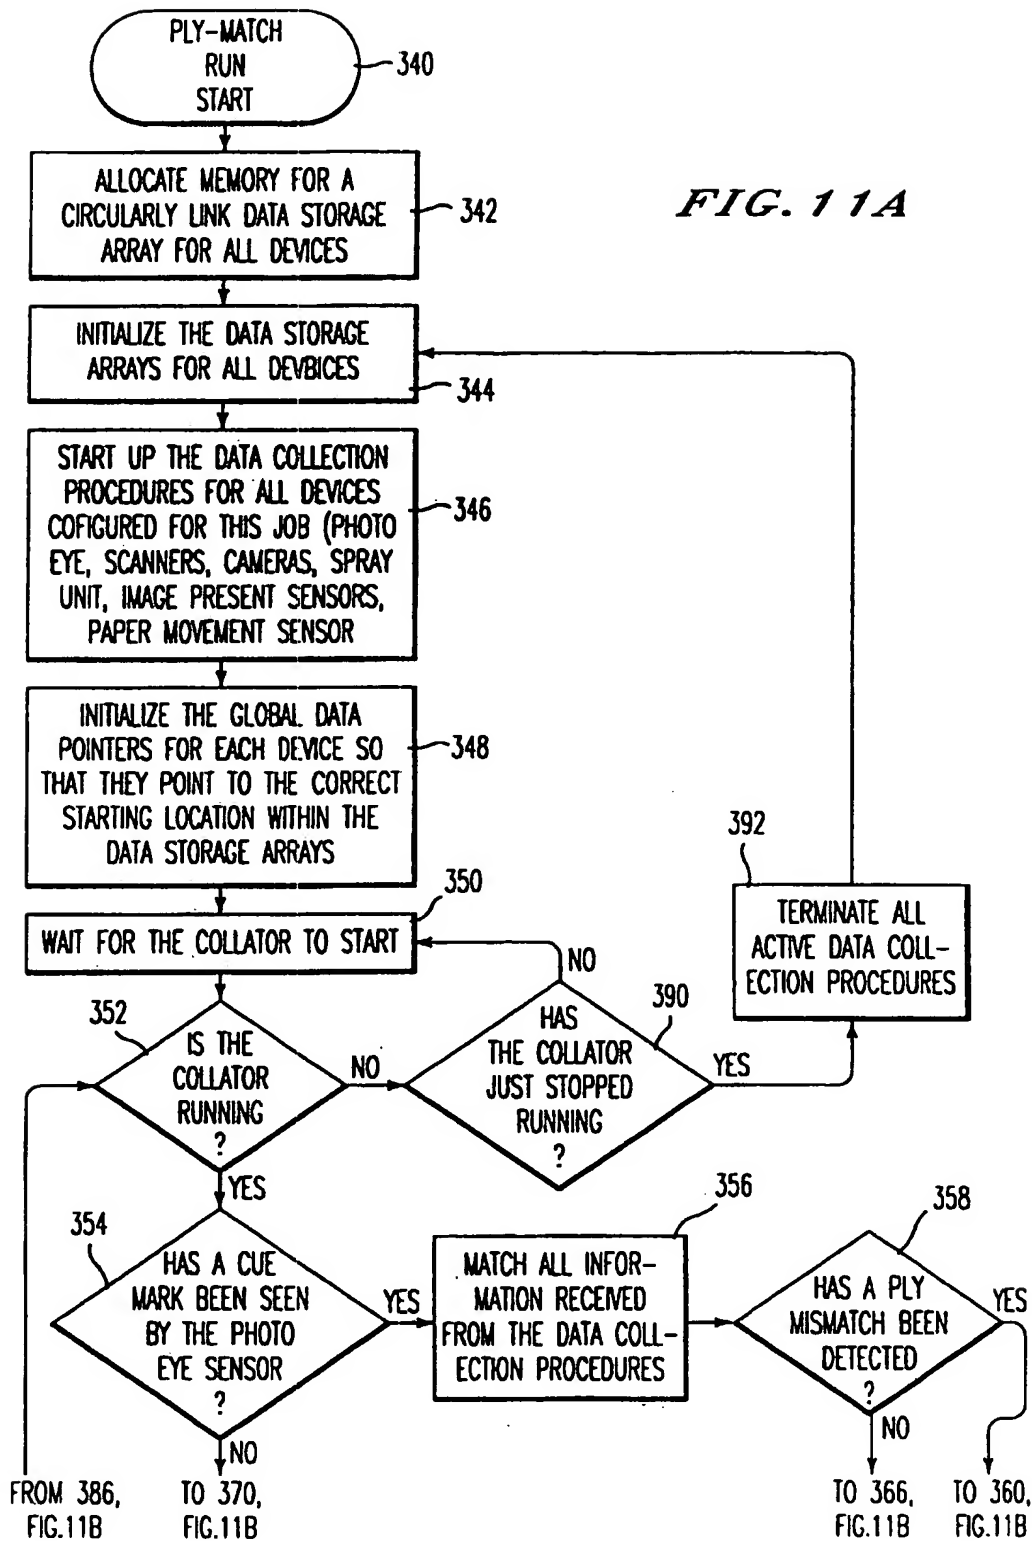 PLY-MATCH
RUN
START
340
ALLOCATE MEMORY FOR A
CIRCULARLY LINK DATA STORAGE
ARRAY FOR ALL DEVICES
342
FIG. 11A
INITIALIZE THE DATA STORAGE
ARRAYS FOR ALL DEVBICES
344
START UP THE DATA COLLECTION
PROCEDURES FOR ALL DEVICES
COFIGURED FOR THIS JOB (PHOTO
EYE, SCANNERS, CAMERAS, SPRAY
UNIT, IMAGE PRESENT SENSORS,
PAPER MOVEMENT SENSOR
346
INITIALIZE THE GLOBAL DATA
POINTERS FOR EACH DEVICE SO
THAT THEY POINT TO THE CORRECT
STARTING LOCATION WITHIN THE
DATA STORAGE ARRAYS
348
350
WAIT FOR THE COLLATOR TO START
392
TERMINATE ALL
ACTIVE DATA COLL-
ECTION PROCEDURES
352
IS THE
COLLATOR
RUNNING
?
NO
YES
390
HAS
THE COLLATOR
JUST STOPPED
RUNNING
?
NO
YES
354
HAS A CUE
MARK BEEN SEEN
BY THE PHOTO
EYE SENSOR
?
YES
NO
356
MATCH ALL INFOR-
MATION RECEIVED
FROM THE DATA COLL-
ECTION PROCEDURES
358
HAS A PLY
MISMATCH BEEN
DETECTED
?
YES
NO
FROM 386,
FIG.11B
TO 370,
FIG.11B
TO 366,
FIG.11B
TO 360,
FIG.11B